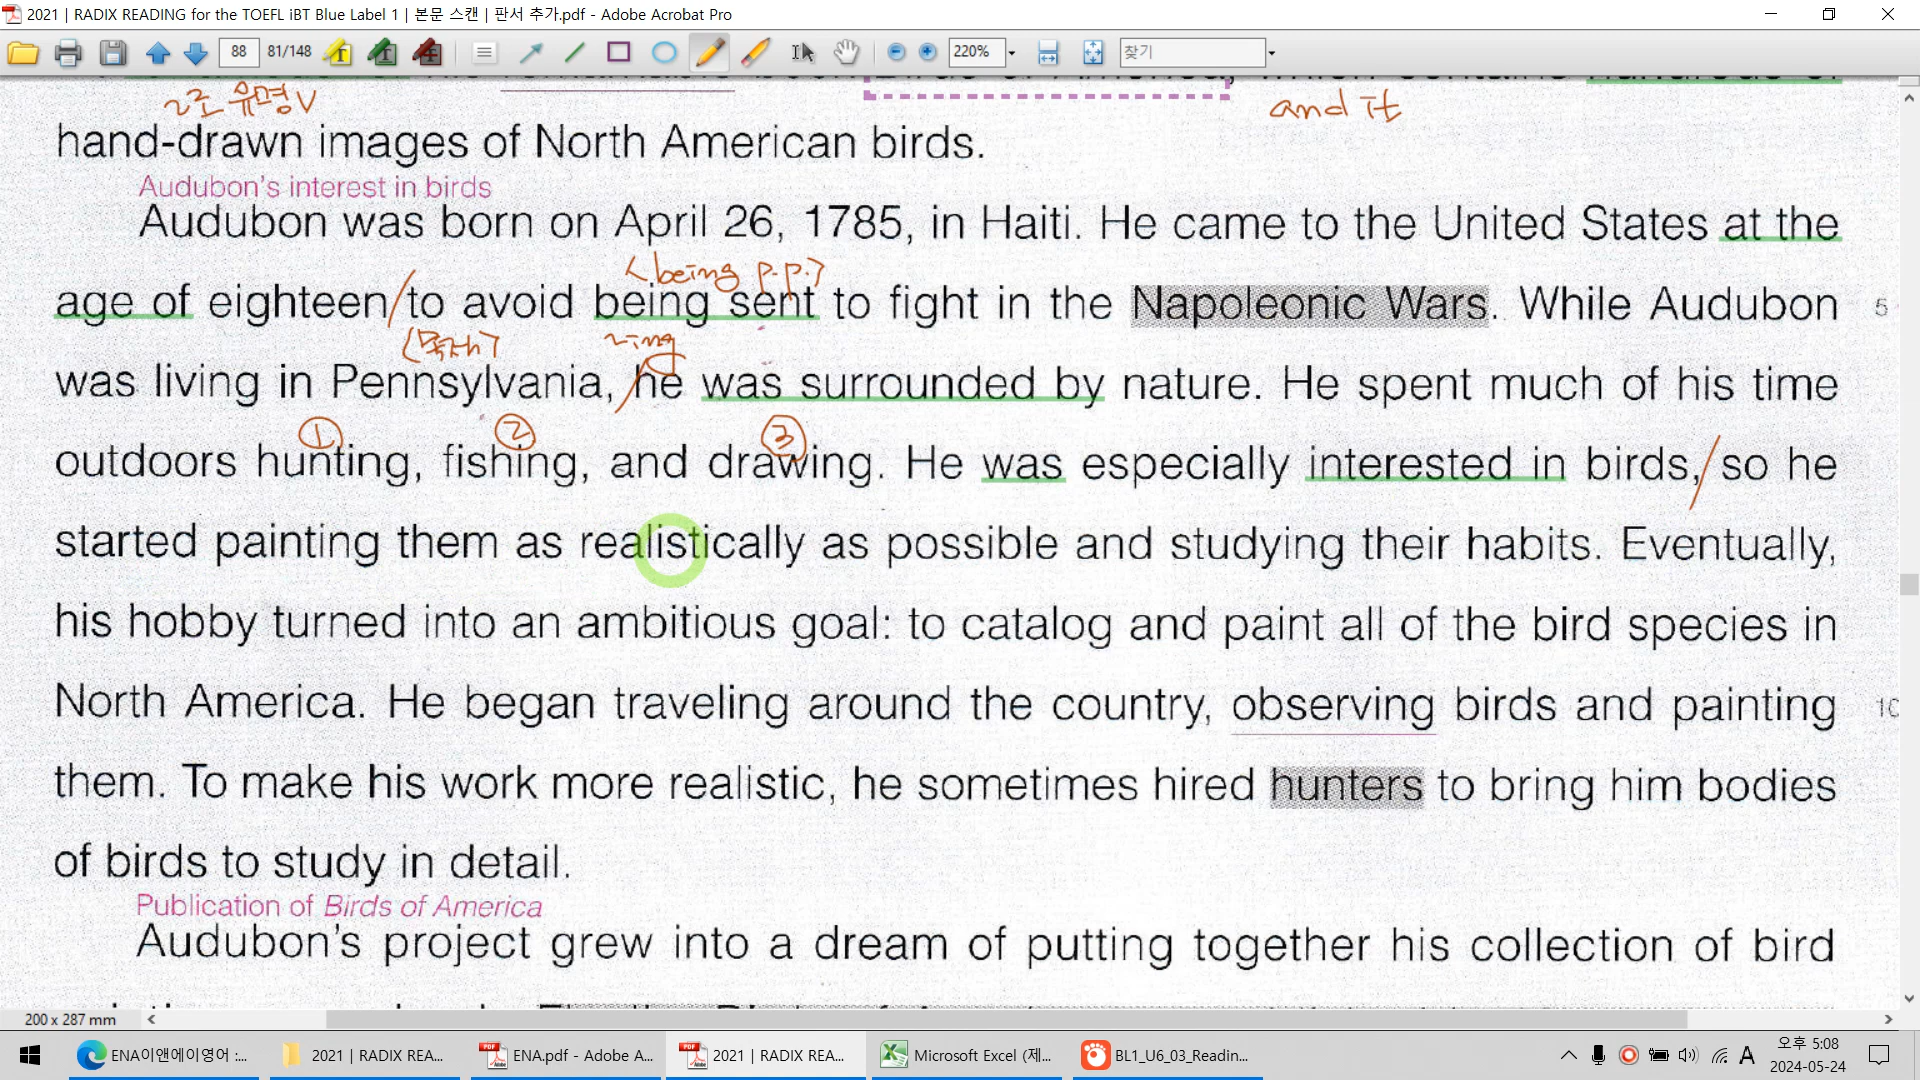 2021 | RADIX READING for the TOEFL iBT Blue Label 1 | 본문 스캔 | 판서 추가.pdf - Adobe Acrobat Pro
88 81/148 220% 찾기
~로 유명V
and it
hand-drawn images of North American birds.
Audubon's interest in birds
Audubon was born on April 26, 1785, in Haiti. He came to the United States at the
<being p.p.>
age of eighteen/to avoid being sent to fight in the Napoleonic Wars. While Audubon 5
~ing
was living in Pennsylvania, he was surrounded by nature. He spent much of his time
① ② ③
outdoors hunting, fishing, and drawing. He was especially interested in birds,/so he
started painting them as realistically as possible and studying their habits. Eventually,
his hobby turned into an ambitious goal: to catalog and paint all of the bird species in
North America. He began traveling around the country, observing birds and painting 10
them. To make his work more realistic, he sometimes hired hunters to bring him bodies
of birds to study in detail.
Publication of Birds of America
Audubon's project grew into a dream of putting together his collection of bird
200 x 287 mm
ENA이앤에이영어 :... 2021 | RADIX REA... ENA.pdf - Adobe A... 2021 | RADIX REA... Microsoft Excel (제... BL1_U6_03_Readin... A 오후 5:08
2024-05-24